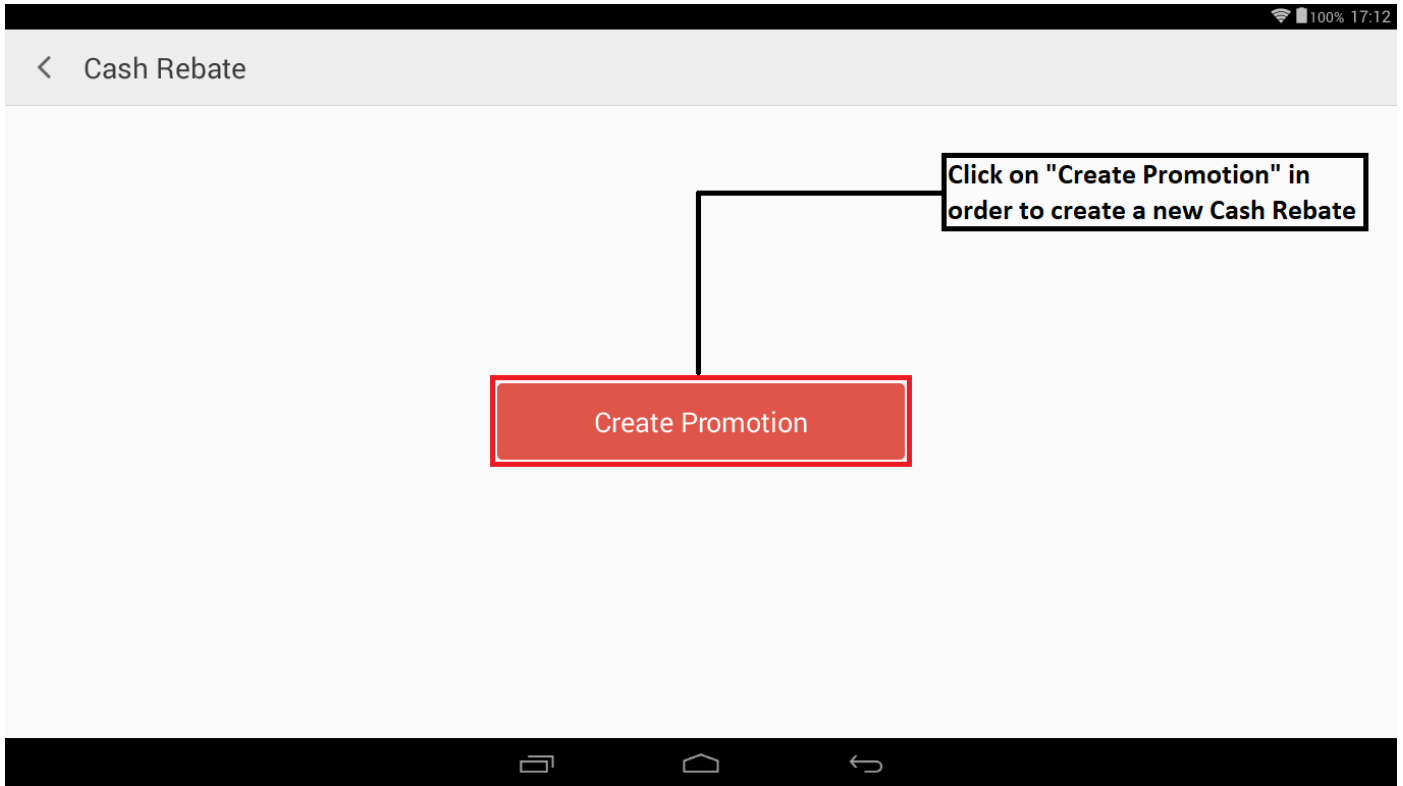 100% 17:12
Cash Rebate
Click on "Create Promotion" in
order to create a new Cash Rebate
Create Promotion